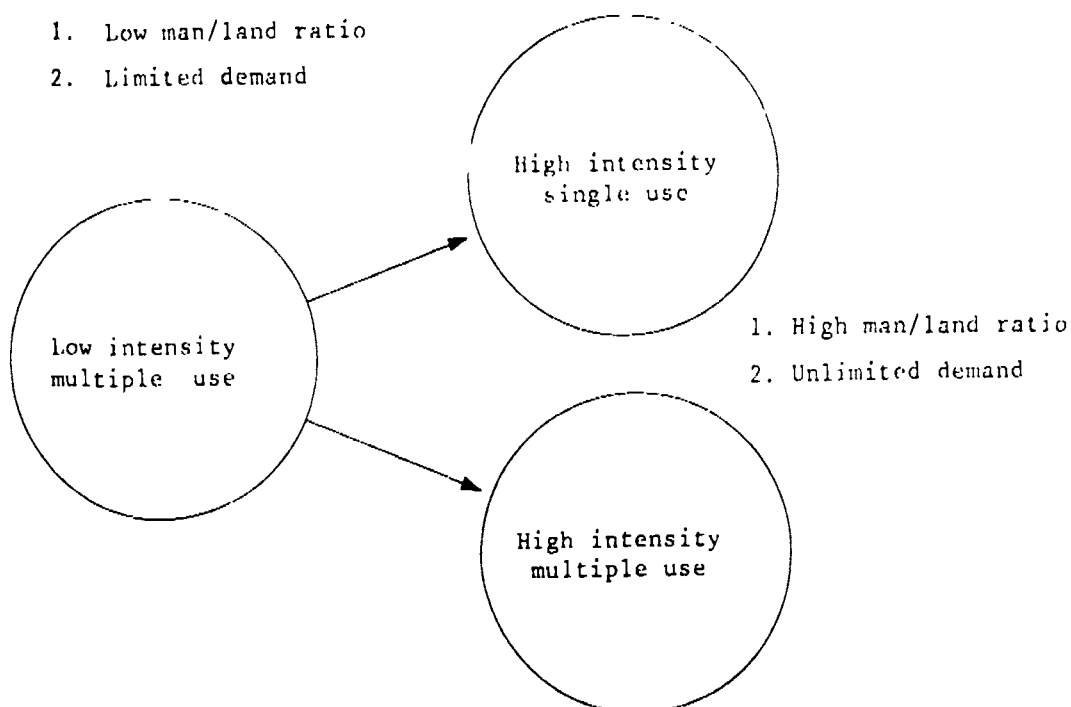 1. Low man/land ratio
2. Limited demand
High intensity
single use
Low intensity
multiple use
1. High man/land ratio
2. Unlimited demand
High intensity
multiple use